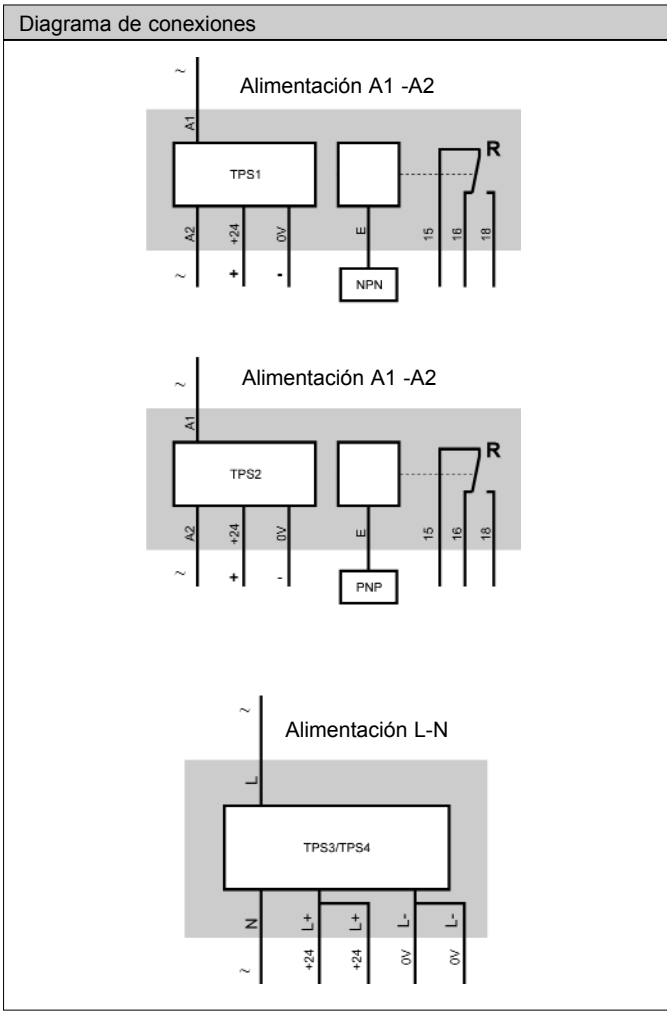 Diagrama de conexiones
~
Alimentación A1 -A2
A1
TPS1
R
A2 +24 0V E 15 16 18
~ + - NPN
~
Alimentación A1 -A2
A1
TPS2
R
A2 +24 0V E 15 16 18
~ + - PNP
~
Alimentación L-N
L
TPS3/TPS4
N L+ L+ L- L-
~ +24 +24 0V 0V